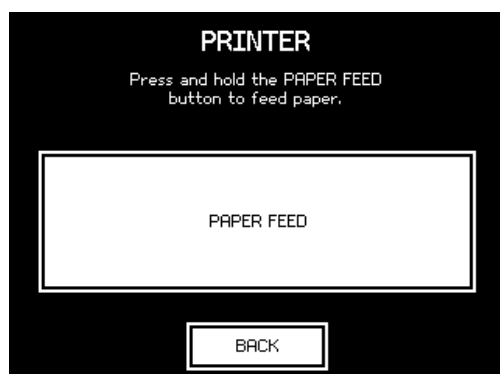 PRINTER
Press and hold the PAPER FEED
button to feed paper.
PAPER FEED
BACK